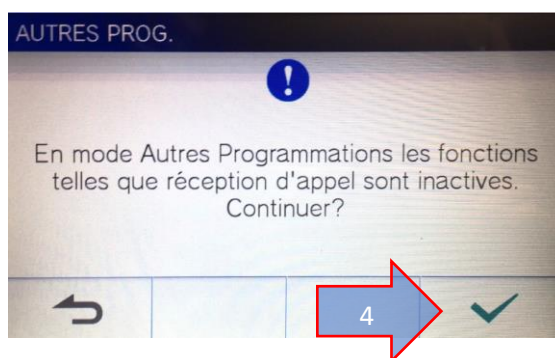 AUTRES PROG.
!
En mode Autres Programmations les fonctions
telles que réception d'appel sont inactives.
Continuer?
4